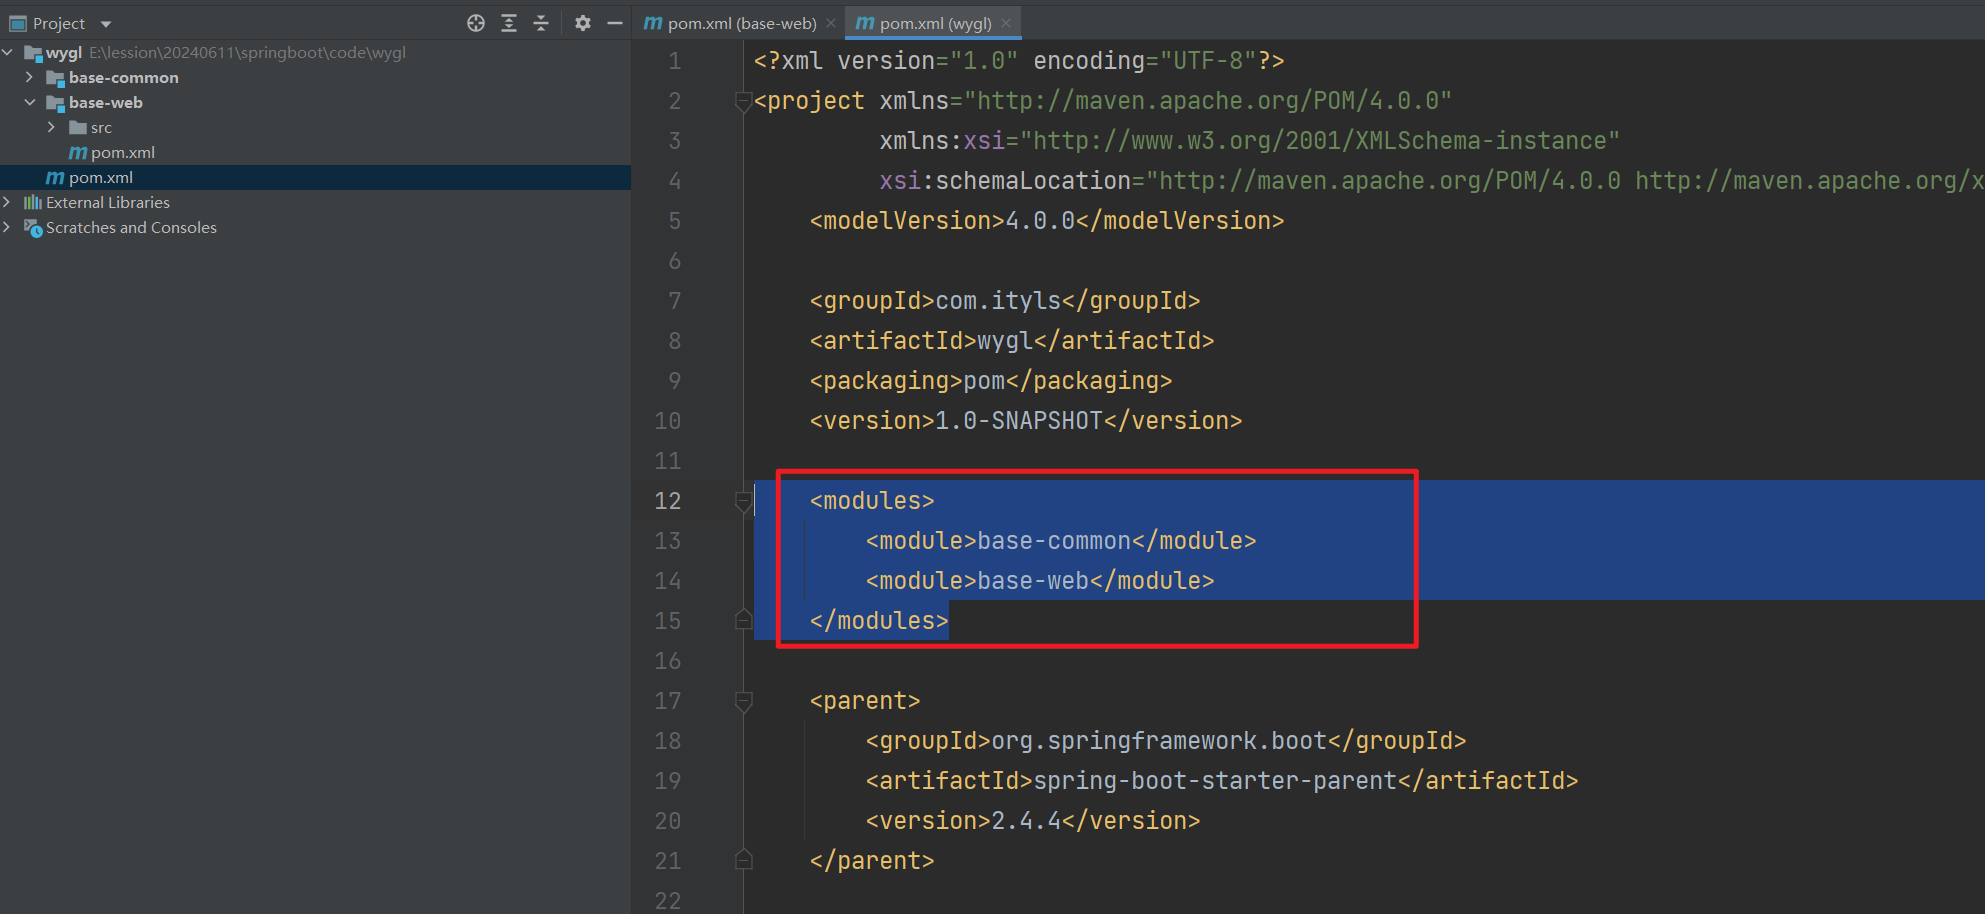 Project
wygl E:\lession\20240611\springboot\code\wygl
base-common
base-web
src
pom.xml
pom.xml
External Libraries
Scratches and Consoles
pom.xml (base-web)
pom.xml (wygl)
1 <?xml version="1.0" encoding="UTF-8"?>
2 <project xmlns="http://maven.apache.org/POM/4.0.0"
3 xmlns:xsi="http://www.w3.org/2001/XMLSchema-instance"
4 xsi:schemaLocation="http://maven.apache.org/POM/4.0.0 http://maven.apache.org/x
5 <modelVersion>4.0.0</modelVersion>
6
7 <groupId>com.ityls</groupId>
8 <artifactId>wygl</artifactId>
9 <packaging>pom</packaging>
10 <version>1.0-SNAPSHOT</version>
11
12 <modules>
13 <module>base-common</module>
14 <module>base-web</module>
15 </modules>
16
17 <parent>
18 <groupId>org.springframework.boot</groupId>
19 <artifactId>spring-boot-starter-parent</artifactId>
20 <version>2.4.4</version>
21 </parent>
22